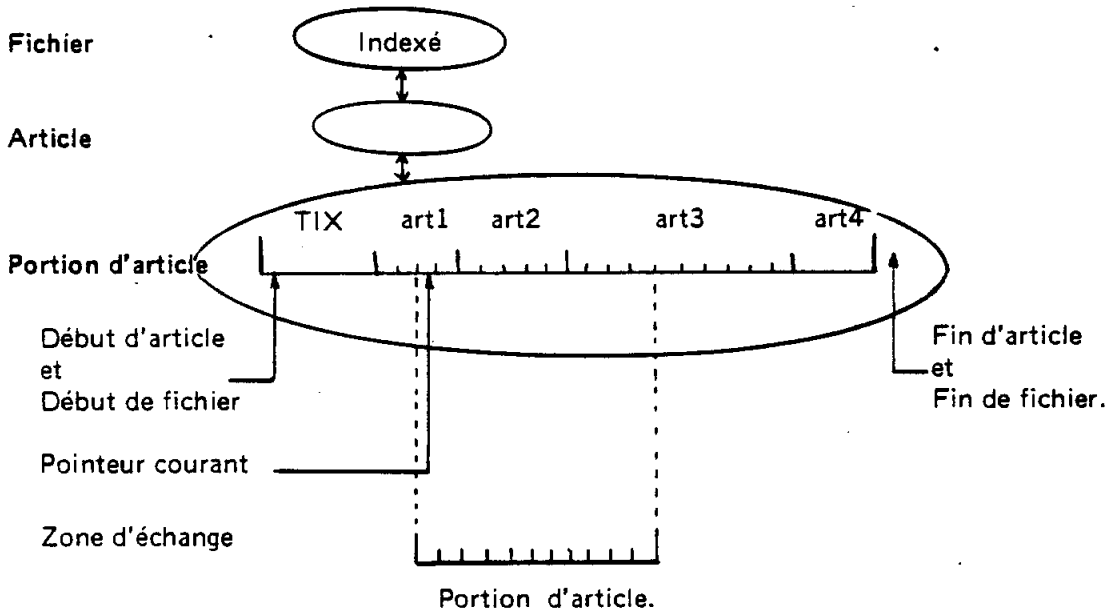 Fichier
Indexé
Article
TIX art1 art2 art3 art4
Portion d'article
Début d'article
et
Début de fichier
Fin d'article
et
Fin de fichier.
Pointeur courant
Zone d'échange
Portion d'article.